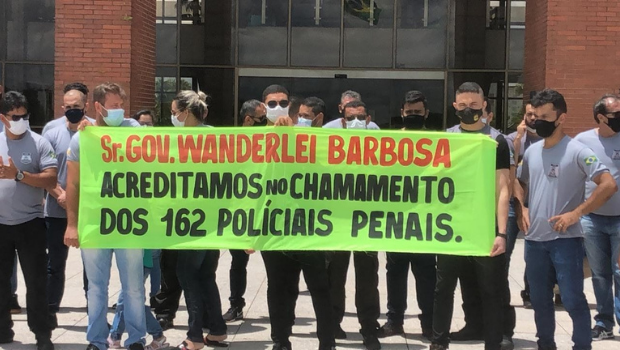 Sr. GOV. WANDERLEI BARBOSA
ACREDITAMOS NO CHAMAMENTO
DOS 162 POLÍCIAIS PENAIS.